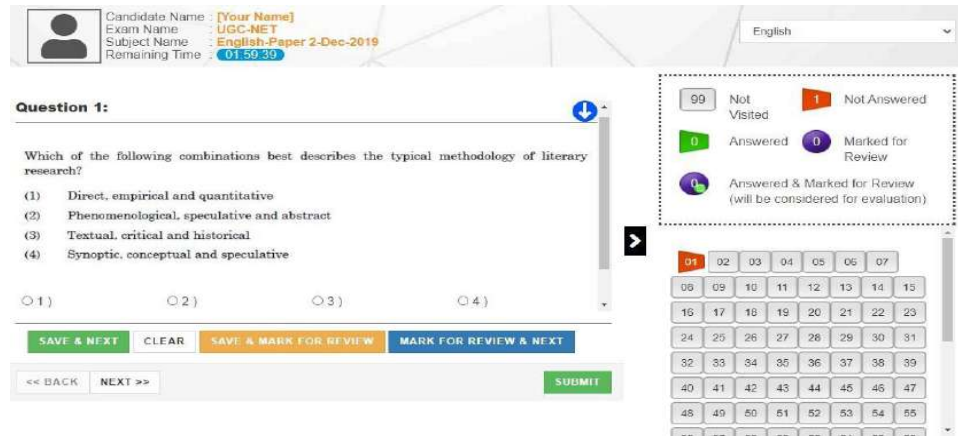 Candidate Name : [Your Name]
Exam Name : UGC-NET
Subject Name : English-Paper 2-Dec-2019
Remaining Time : 01:59:39
English
Question 1:
Which of the following combinations best describes the typical methodology of literary
research?
(1) Direct, empirical and quantitative
(2) Phenomenological, speculative and abstract
(3) Textual, critical and historical
(4) Synoptic, conceptual and speculative
1 ) 2 ) 3 ) 4 )
SAVE & NEXT CLEAR SAVE & MARK FOR REVIEW MARK FOR REVIEW & NEXT
<< BACK NEXT >> SUBMIT
99 Not Visited 1 Not Answered
0 Answered 0 Marked for Review
0 Answered & Marked for Review
(will be considered for evaluation)
01 02 03 04 05 06 07
08 09 10 11 12 13 14 15
16 17 18 19 20 21 22 23
24 25 26 27 28 29 30 31
32 33 34 35 36 37 38 39
40 41 42 43 44 45 46 47
48 49 50 51 52 53 54 55